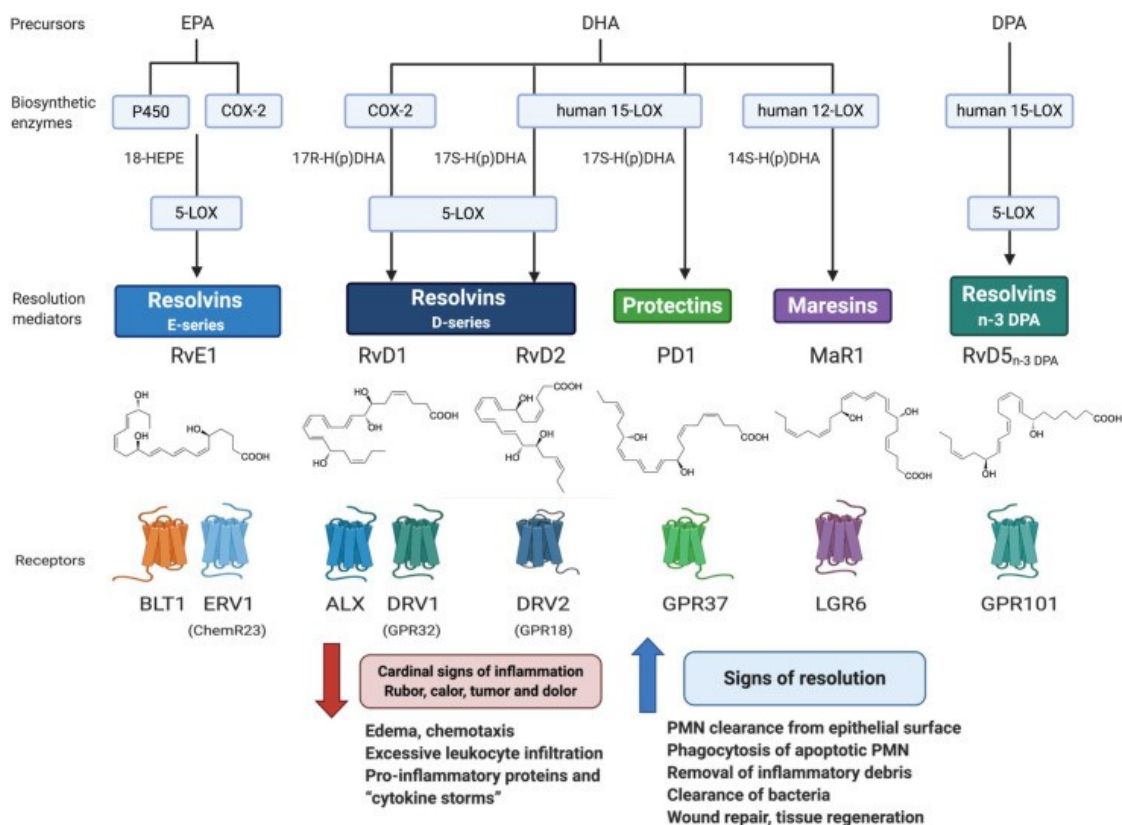 Precursors
EPA
DHA
DPA
Biosynthetic
enzymes
P450
COX-2
COX-2
human 15-LOX
human 12-LOX
human 15-LOX
18-HEPE
17R-H(p)DHA
17S-H(p)DHA
17S-H(p)DHA
14S-H(p)DHA
5-LOX
5-LOX
5-LOX
Resolution
mediators
Resolvins
E-series
Resolvins
D-series
Protectins
Maresins
Resolvins
n-3 DPA
RvE1
RvD1
RvD2
PD1
MaR1
RvD5n-3 DPA
OH
OH
HO
COOH
HO
OH
COOH
OH
COOH
OH
OH
HO
OH
OH
COOH
OH
OH
COOH
OH
OH
COOH
Receptors
BLT1
ERV1
(ChemR23)
ALX
DRV1
(GPR32)
DRV2
(GPR18)
GPR37
LGR6
GPR101
Cardinal signs of inflammation
Rubor, calor, tumor and dolor
Edema, chemotaxis
Excessive leukocyte infiltration
Pro-inflammatory proteins and
“cytokine storms”
Signs of resolution
PMN clearance from epithelial surface
Phagocytosis of apoptotic PMN
Removal of inflammatory debris
Clearance of bacteria
Wound repair, tissue regeneration